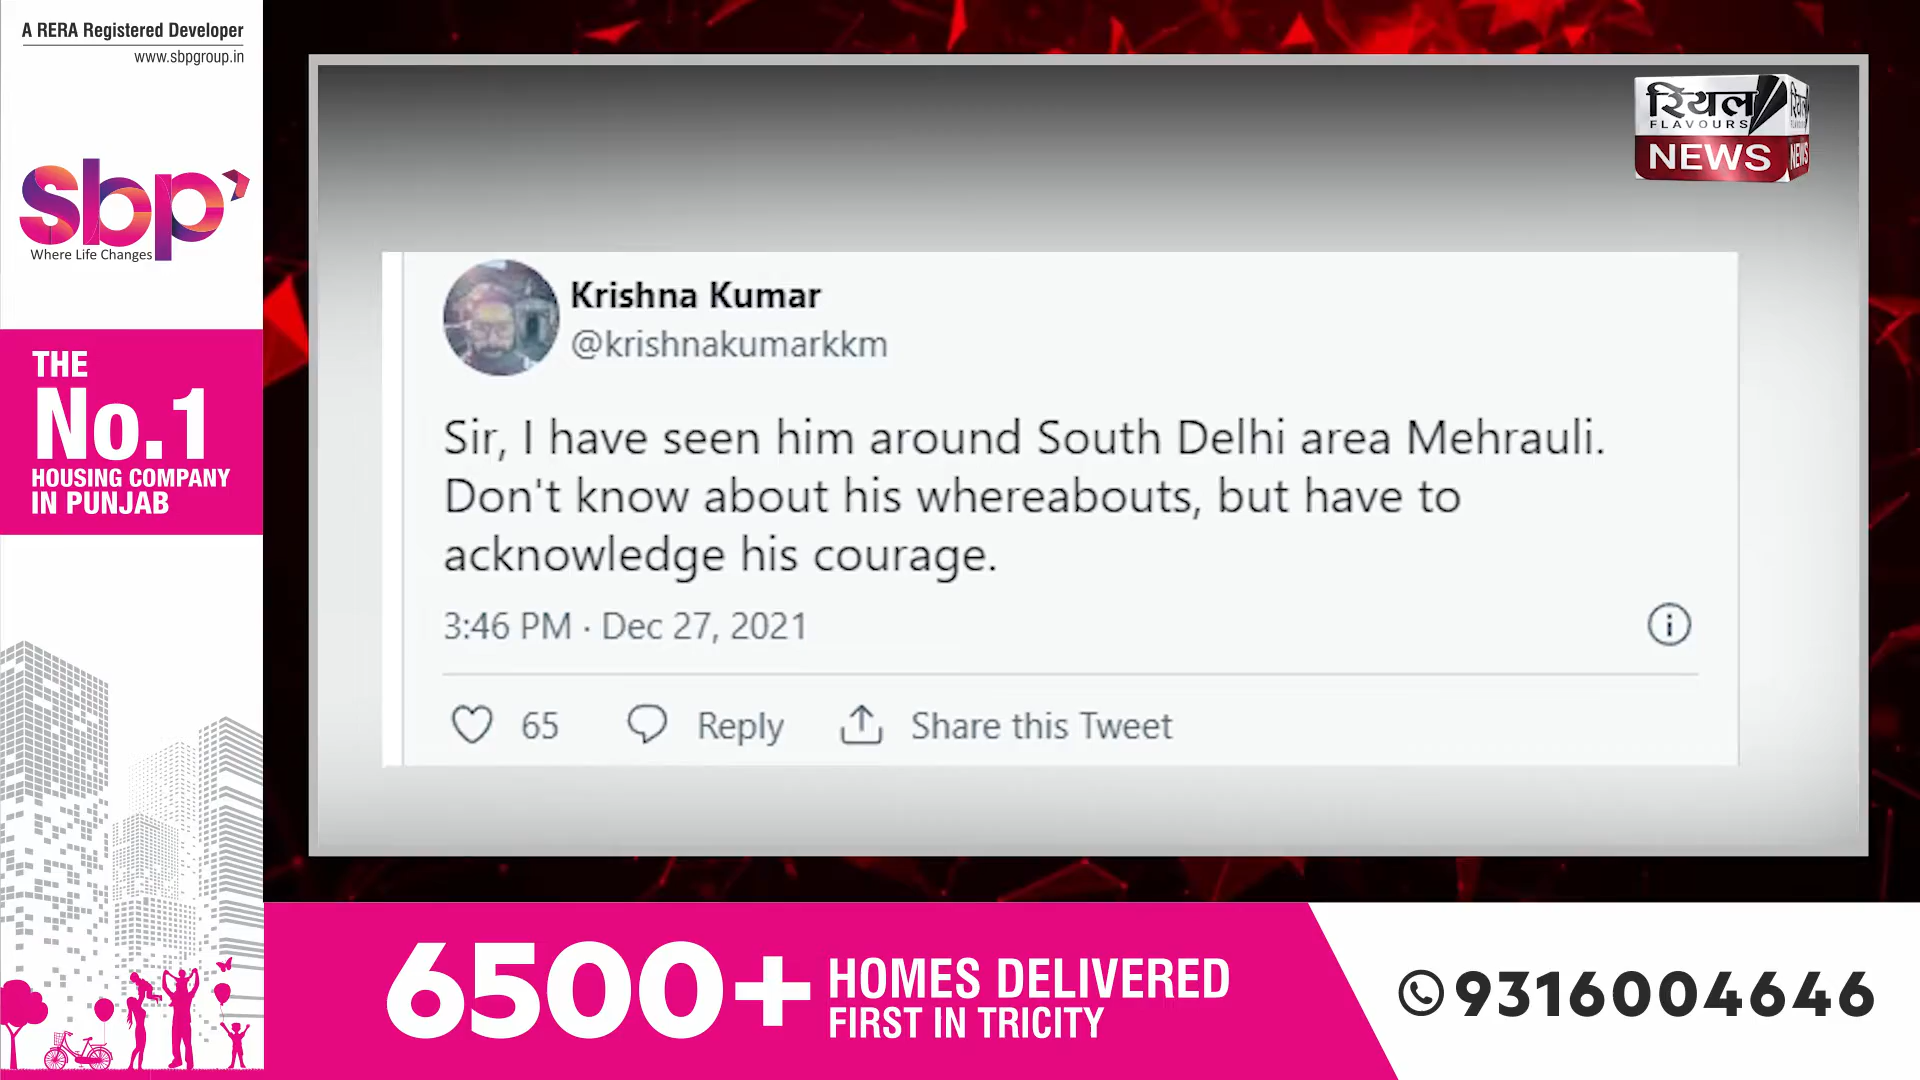 A RERA Registered Developer
www.sbpgroup.in
sbp
Where Life Changes
THE
No.1
HOUSING COMPANY
IN PUNJAB
रियल
FLAVOURS
NEWS
NEWS
Krishna Kumar
@krishnakumarkkm
Sir, I have seen him around South Delhi area Mehrauli.
Don't know about his whereabouts, but have to
acknowledge his courage.
3:46 PM · Dec 27, 2021
65 Reply Share this Tweet
6500+ HOMES DELIVERED
FIRST IN TRICITY
9316004646